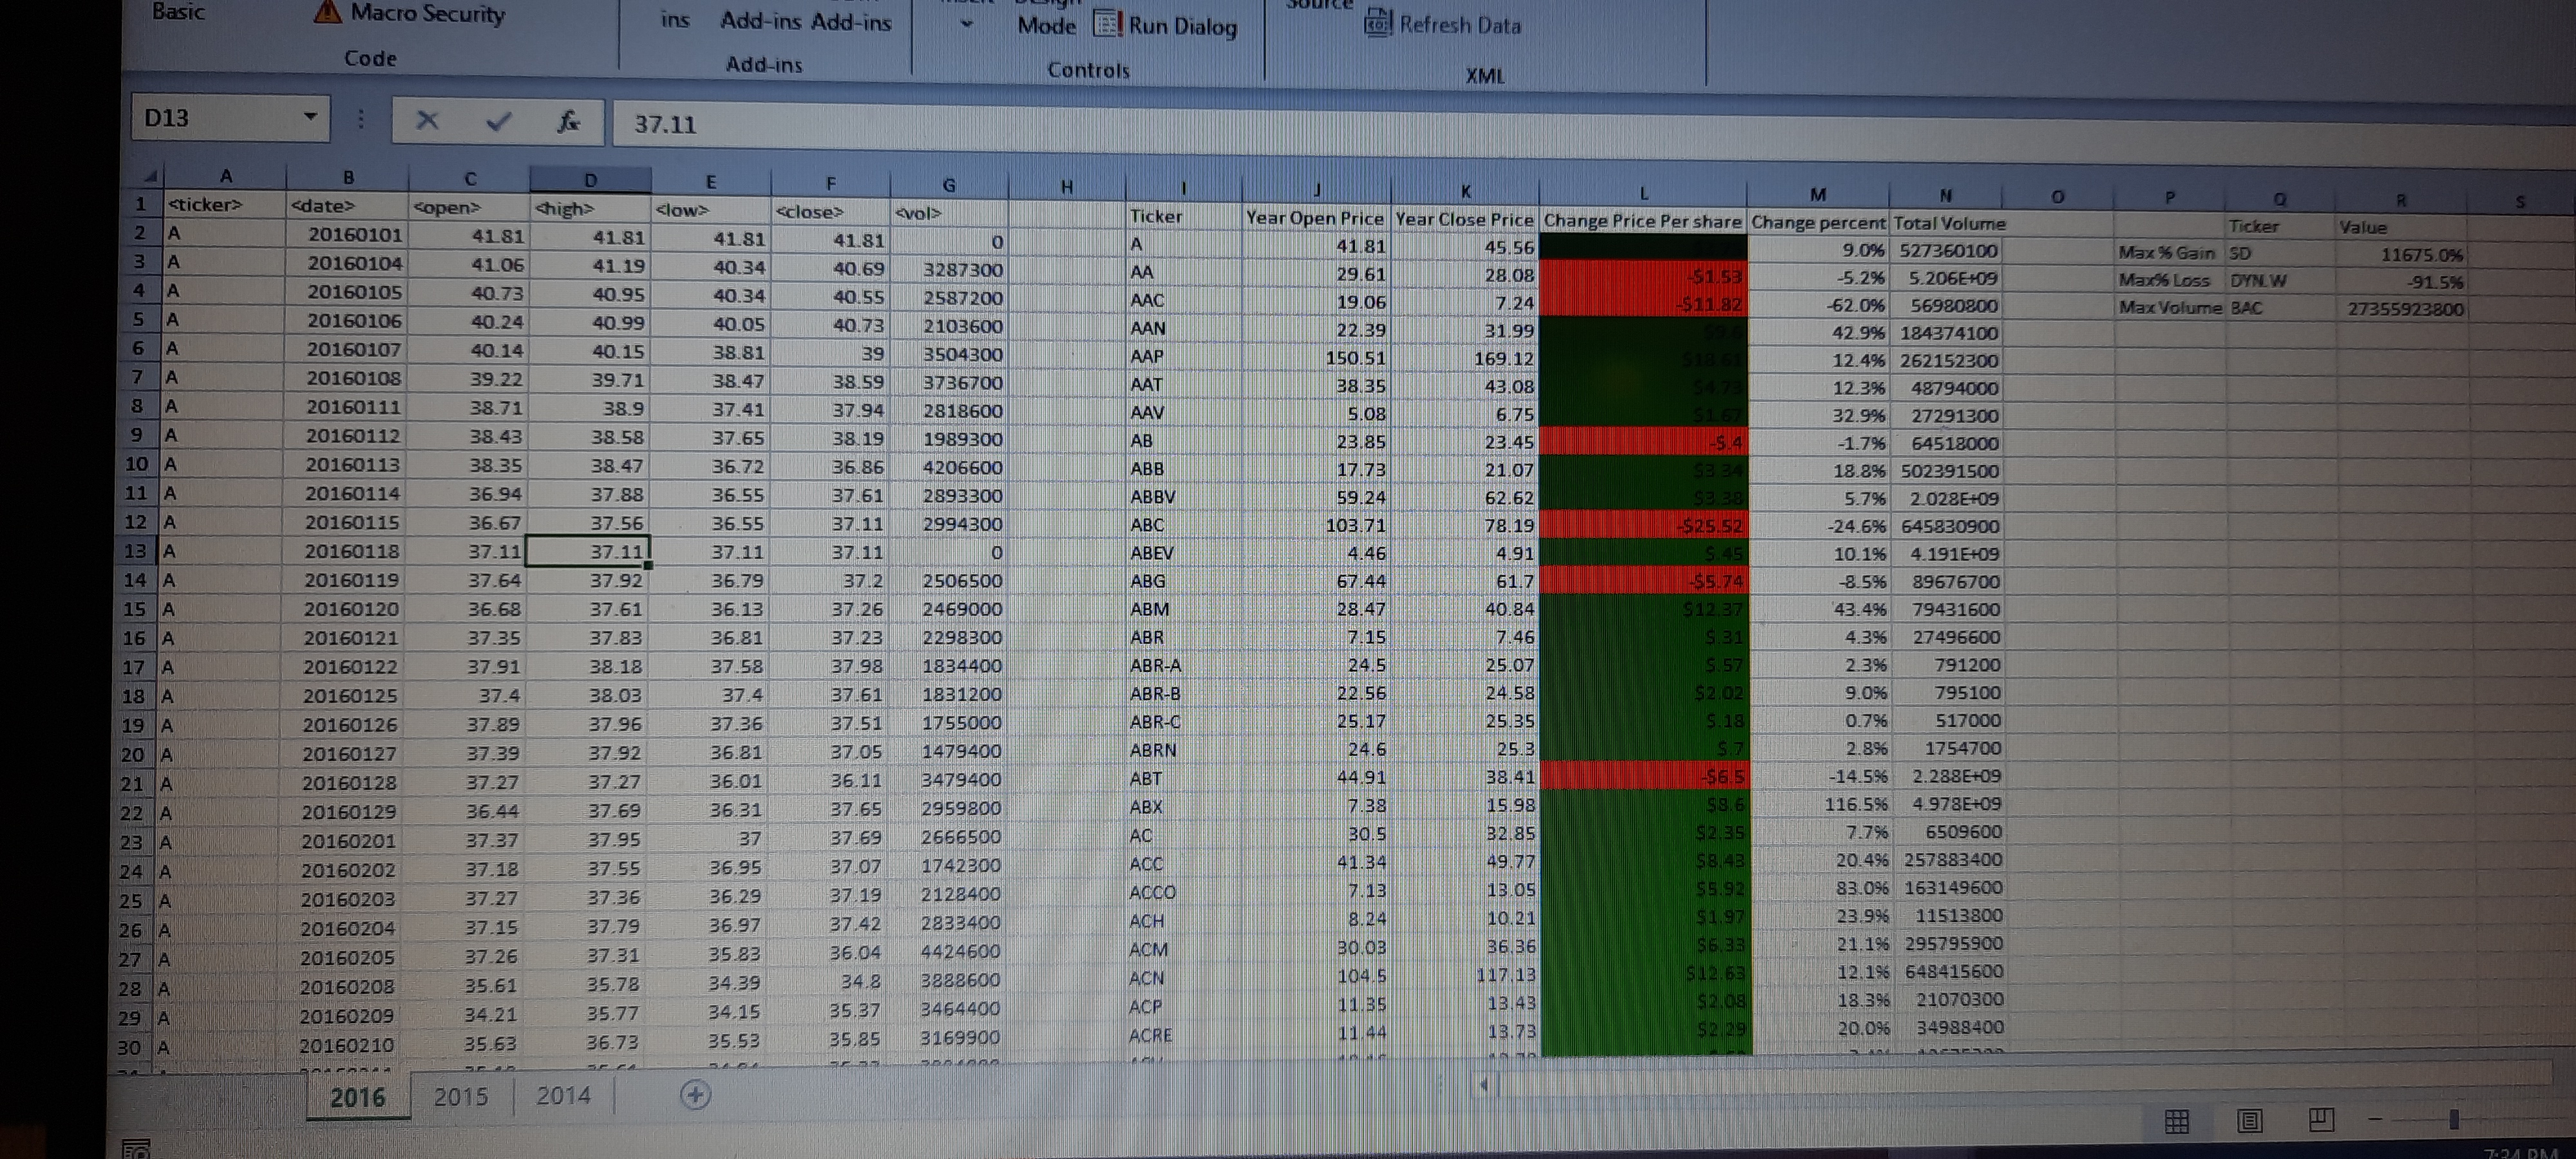 Basic Macro Security ins Add-ins Add-ins Mode Run Dialog Refresh Data
Code Add-ins Controls XML
D13 fx 37.11
A B C D E F G H I J K L M N O P Q R S
1 <ticker> <date> <open> <high> <low> <close> <vol> Ticker Year Open Price Year Close Price Change Price Per share Change percent Total Volume Ticker Value
2 A 20160101 41.81 41.81 41.81 41.81 0 A 41.81 45.56 9.0% 527360100 Max % Gain SD 11675.0%
3 A 20160104 41.06 41.19 40.34 40.69 3287300 AA 29.61 28.08 -$1.53 -5.2% 5.206E+09 Max% Loss DYN.W -91.5%
4 A 20160105 40.73 40.95 40.34 40.55 2587200 AAC 19.06 7.24 -$11.82 -62.0% 56980800 Max Volume BAC 27355923800
5 A 20160106 40.24 40.99 40.05 40.73 2103600 AAN 22.39 31.99 $9.6 42.9% 184374100
6 A 20160107 40.14 40.15 38.81 39 3504300 AAP 150.51 169.12 $18.61 12.4% 262152300
7 A 20160108 39.22 39.71 38.47 38.59 3736700 AAT 38.35 43.08 $4.73 12.3% 48794000
8 A 20160111 38.71 38.9 37.41 37.94 2818600 AAV 5.08 6.75 $1.67 32.9% 27291300
9 A 20160112 38.43 38.58 37.65 38.19 1989300 AB 23.85 23.45 -$.4 -1.7% 64518000
10 A 20160113 38.35 38.47 36.72 36.86 4206600 ABB 17.73 21.07 $3.34 18.8% 502391500
11 A 20160114 36.94 37.88 36.55 37.61 2893300 ABBV 59.24 62.62 $3.38 5.7% 2.028E+09
12 A 20160115 36.67 37.56 36.55 37.11 2994300 ABC 103.71 78.19 -$25.52 -24.6% 645830900
13 A 20160118 37.11 37.11 37.11 37.11 0 ABEV 4.46 4.91 $.45 10.1% 4.191E+09
14 A 20160119 37.64 37.92 36.79 37.2 2506500 ABG 67.44 61.7 -$5.74 -8.5% 89676700
15 A 20160120 36.68 37.61 36.13 37.26 2469000 ABM 28.47 40.84 $12.37 43.4% 79431600
16 A 20160121 37.35 37.83 36.81 37.23 2298300 ABR 7.15 7.46 $.31 4.3% 27496600
17 A 20160122 37.91 38.18 37.58 37.98 1834400 ABR-A 24.5 25.07 $.57 2.3% 791200
18 A 20160125 37.4 38.03 37.4 37.61 1831200 ABR-B 22.56 24.58 $2.02 9.0% 795100
19 A 20160126 37.89 37.96 37.36 37.51 1755000 ABR-C 25.17 25.35 $.18 0.7% 517000
20 A 20160127 37.39 37.92 36.81 37.05 1479400 ABRN 24.6 25.3 $.7 2.8% 1754700
21 A 20160128 37.27 37.27 36.01 36.11 3479400 ABT 44.91 38.41 -$6.5 -14.5% 2.288E+09
22 A 20160129 36.44 37.69 36.31 37.65 2959800 ABX 7.38 15.98 $8.6 116.5% 4.978E+09
23 A 20160201 37.37 37.95 37 37.69 2666500 AC 30.5 32.85 $2.35 7.7% 6509600
24 A 20160202 37.18 37.55 36.95 37.07 1742300 ACC 41.34 49.77 $8.43 20.4% 257883400
25 A 20160203 37.27 37.36 36.29 37.19 2128400 ACCO 7.13 13.05 $5.92 83.0% 163149600
26 A 20160204 37.15 37.79 36.97 37.42 2833400 ACH 8.24 10.21 $1.97 23.9% 11513800
27 A 20160205 37.26 37.31 35.83 36.04 4424600 ACM 30.03 36.36 $6.33 21.1% 295795900
28 A 20160208 35.61 35.78 34.39 34.8 3888600 ACN 104.5 117.13 $12.63 12.1% 648415600
29 A 20160209 34.21 35.77 34.15 35.37 3464400 ACP 11.35 13.43 $2.08 18.3% 21070300
30 A 20160210 35.63 36.73 35.53 35.85 3169900 ACRE 11.44 13.73 $2.29 20.0% 34988400
2016 2015 2014